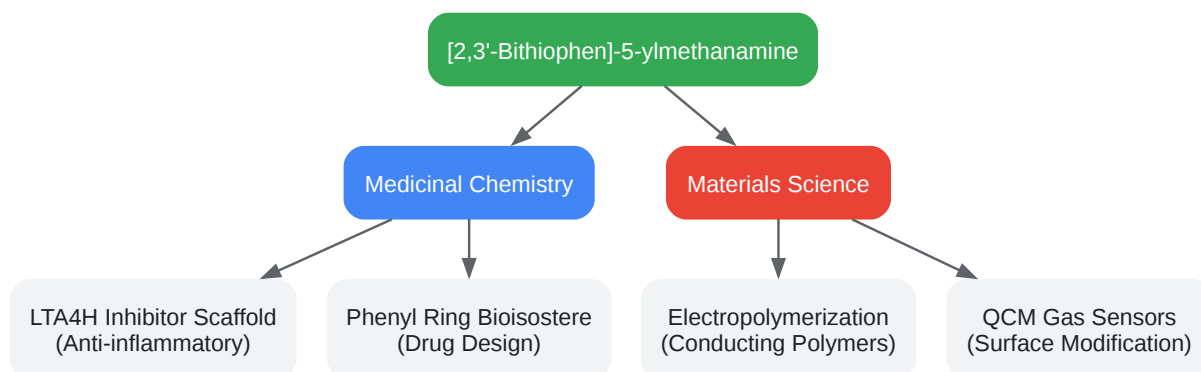 [2,3'-Bithiophen]-5-ylmethanamine
Medicinal Chemistry
Materials Science
LTA4H Inhibitor Scaffold
(Anti-inflammatory)
Phenyl Ring Bioisostere
(Drug Design)
Electropolymerization
(Conducting Polymers)
QCM Gas Sensors
(Surface Modification)